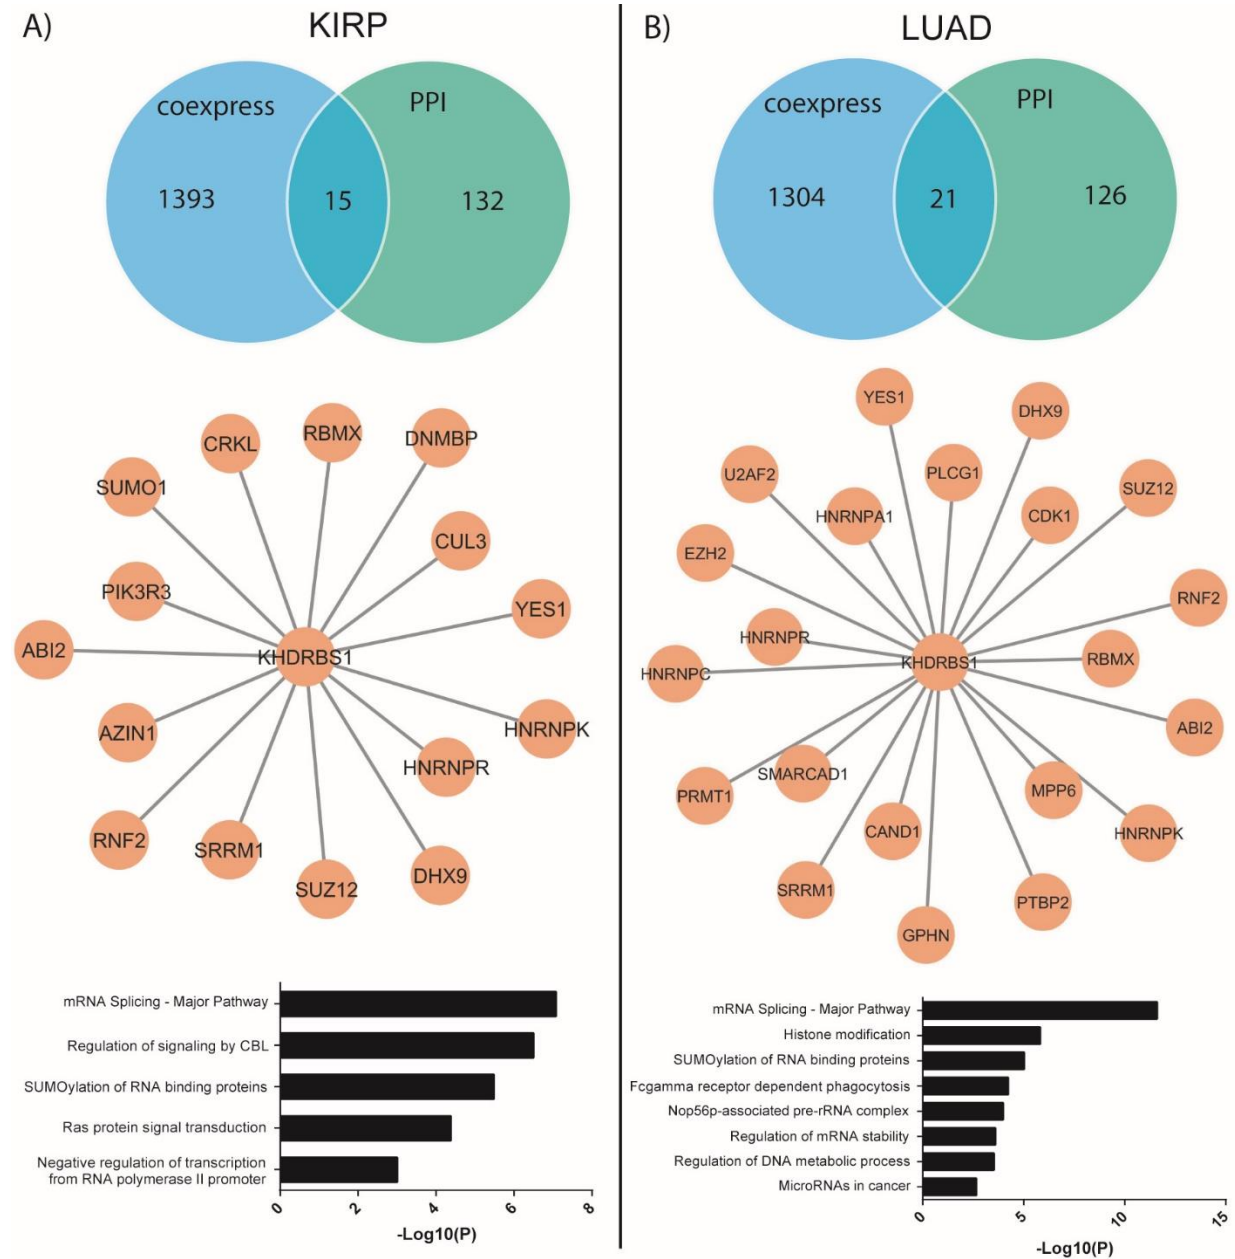 A)
KIRP
coexpress
PPI
1393
15
132
CRKL
RBMX
DNMBP
SUMO1
CUL3
PIK3R3
YES1
ABI2
KHDRBS1
AZIN1
HNRNPK
HNRNPR
RNF2
SRRM1
SUZ12
DHX9
mRNA Splicing - Major Pathway
Regulation of signaling by CBL
SUMOylation of RNA binding proteins
Ras protein signal transduction
Negative regulation of transcription
from RNA polymerase II promoter
0
2
4
6
8
-Log10(P)
B)
LUAD
coexpress
PPI
1304
21
126
YES1
DHX9
U2AF2
PLCG1
SUZ12
HNRNPA1
CDK1
EZH2
RNF2
HNRNPR
RBMX
HNRNPC
KHDRBS1
ABI2
SMARCAD1
MPP6
PRMT1
CAND1
HNRNPK
SRRM1
PTBP2
GPHN
mRNA Splicing - Major Pathway
Histone modification
SUMOylation of RNA binding proteins
Fcgamma receptor dependent phagocytosis
Nop56p-associated pre-rRNA complex
Regulation of mRNA stability
Regulation of DNA metabolic process
MicroRNAs in cancer
0
5
10
15
-Log10(P)